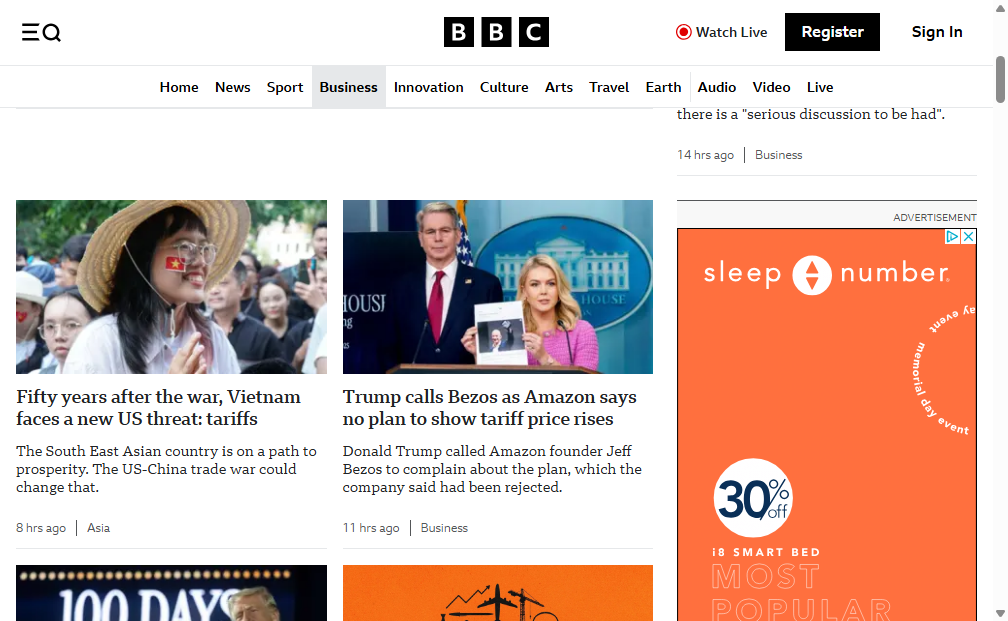 BBC
Watch Live
Register
Sign In
Home
News
Sport
Business
Innovation
Culture
Arts
Travel
Earth
Audio
Video
Live
there is a "serious discussion to be had".
14 hrs ago
Business
HOUSE
Fifty years after the war, Vietnam
faces a new US threat: tariffs
The South East Asian country is on a path to
prosperity. The US-China trade war could
change that.
8 hrs ago
Asia
Trump calls Bezos as Amazon says
no plan to show tariff price rises
Donald Trump called Amazon founder Jeff
Bezos to complain about the plan, which the
company said had been rejected.
11 hrs ago
Business
100 DAYS
ADVERTISEMENT
sleep number
ay event
memorial day event
30% off
i8 SMART BED
MOST
POPULAR